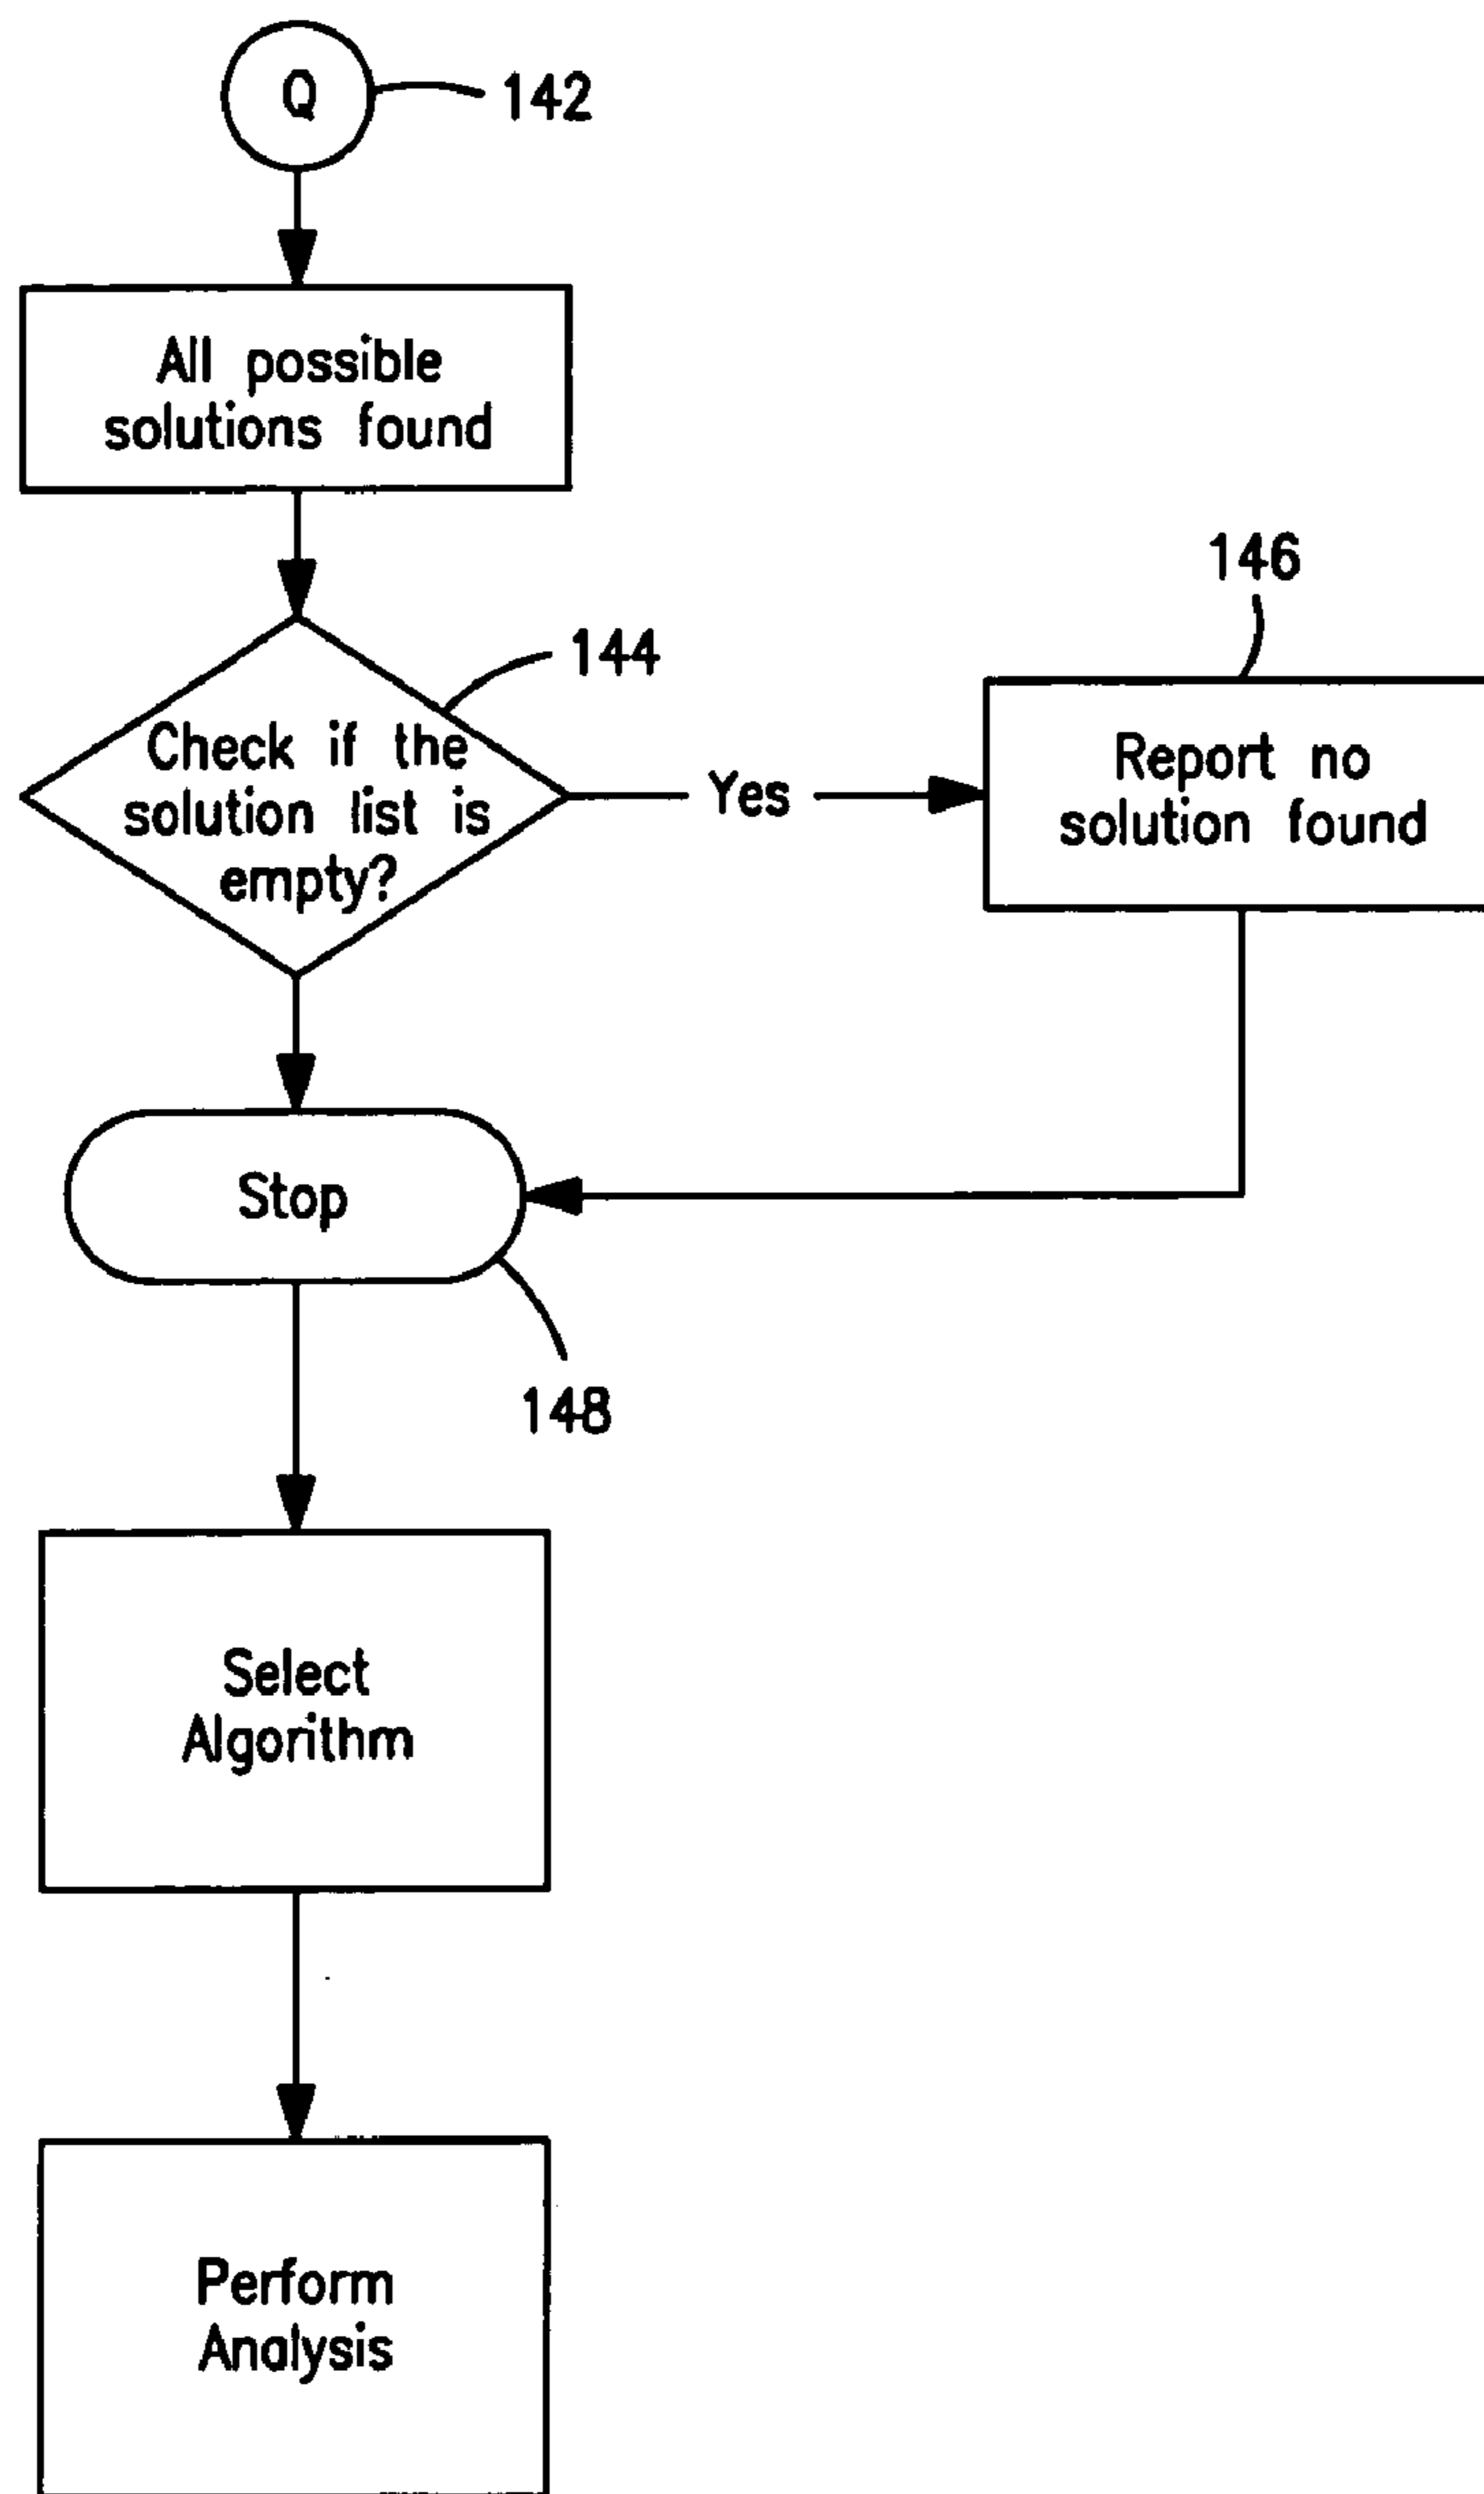 Q
142
All possible
solutions found
144
146
Check if the
solution list is
empty?
Yes
Report no
solution found
Stop
148
Select
Algorithm
Perform
Analysis